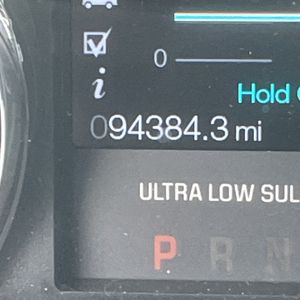 0
i
Hold
094384.3 mi
ULTRA LOW SUL
P R N